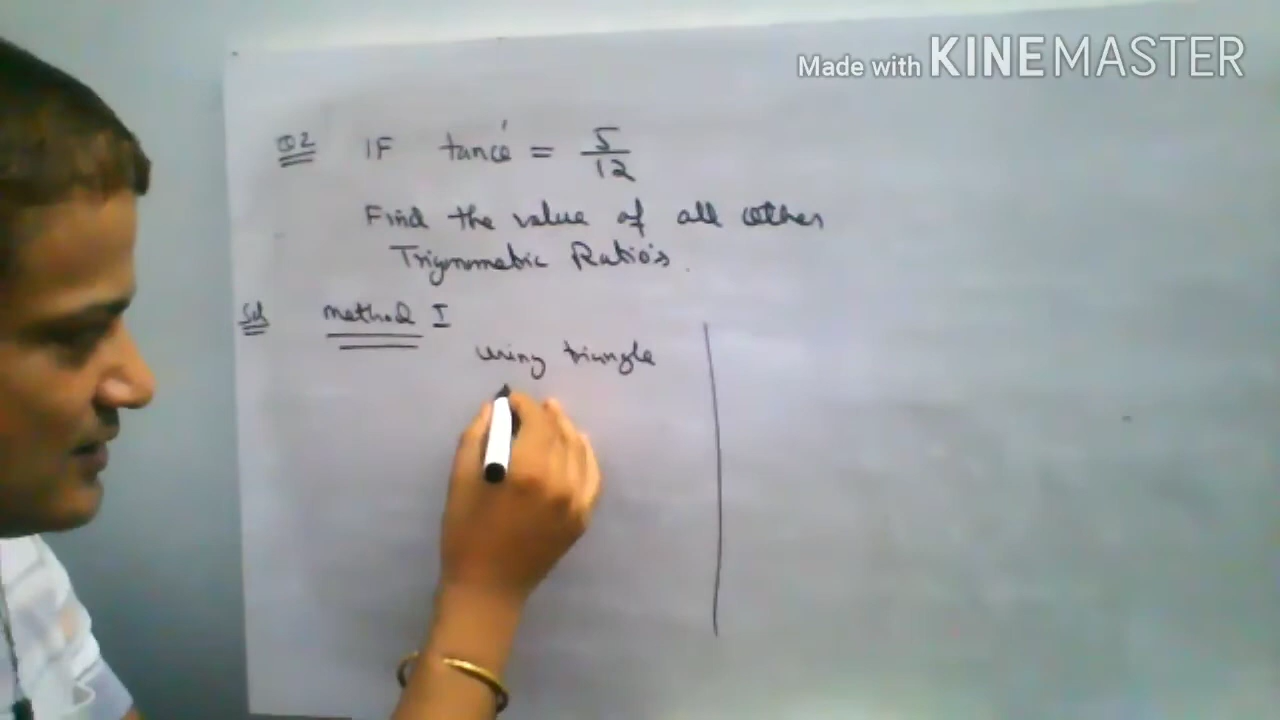 Made with KINEMASTER
Q2 IF tan = 5/12
Find the value of all other
Trignmetic Ratio's.
Sol method I
using triangle